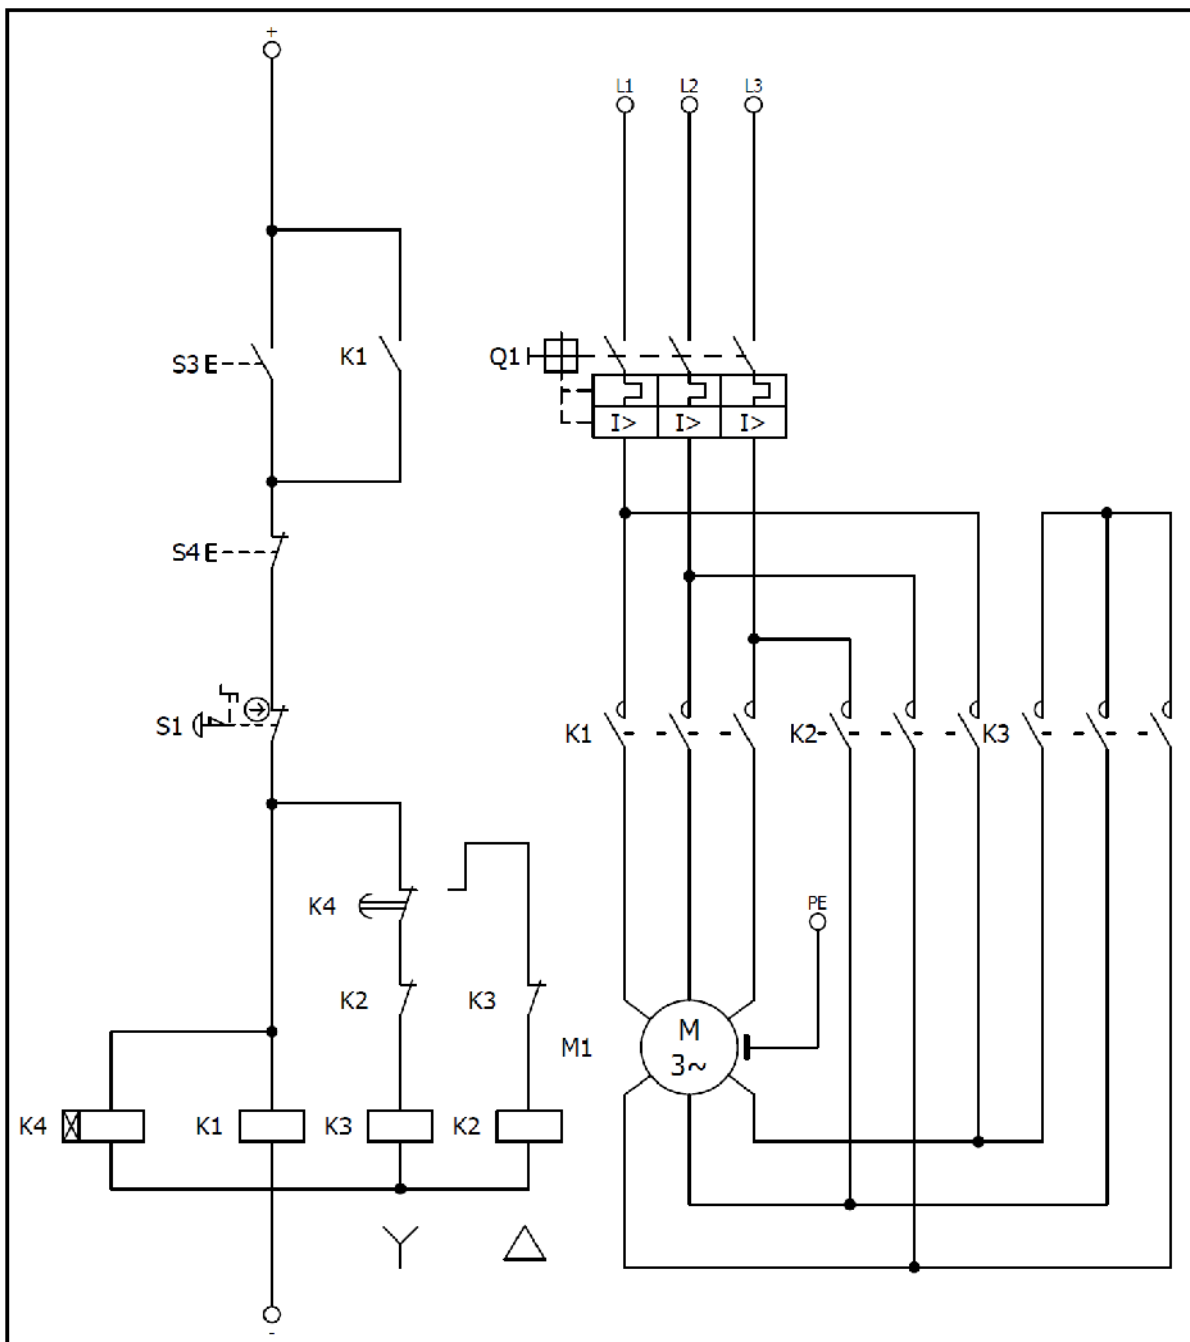 +
L1 L2 L3
S3 K1 Q1
I> I> I>
S4
S1 K1 K2 K3
K4 PE
K2 K3 M1 M
3~
K4 K1 K3 K2
-